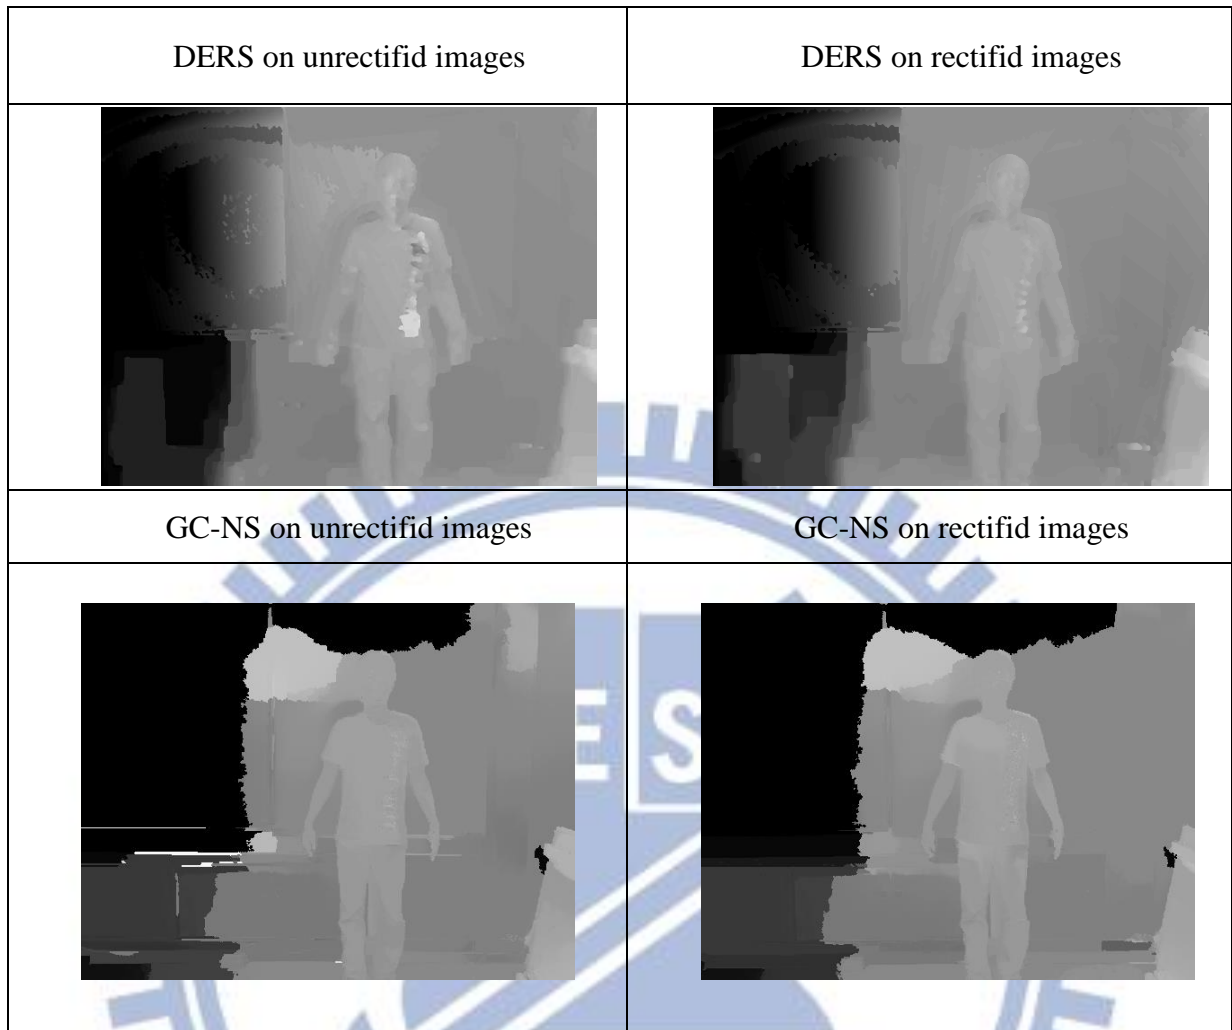 DERS on unrectifid images
DERS on rectifid images
GC-NS on unrectifid images
GC-NS on rectifid images
E S